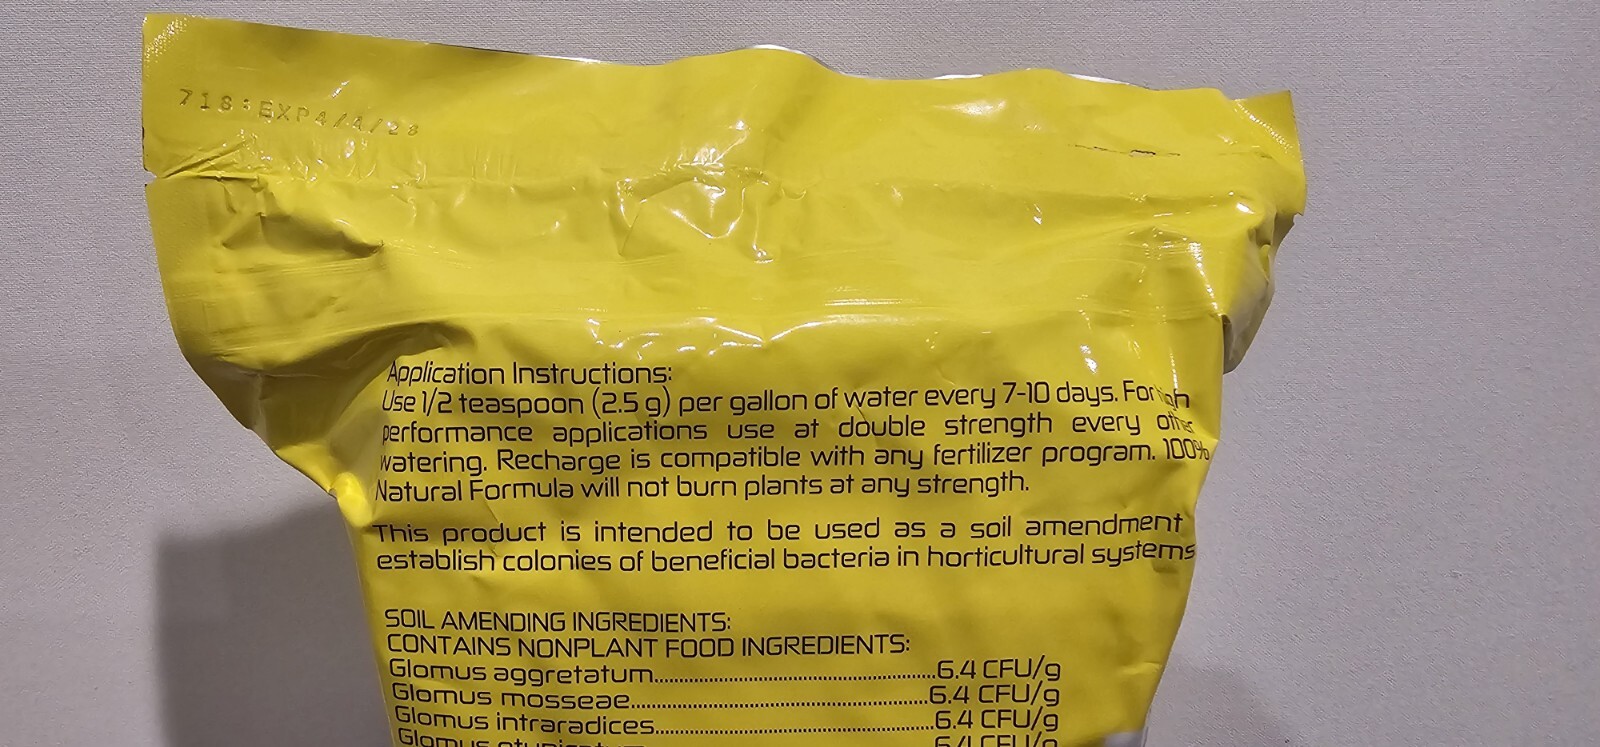 718: EXP4/4/28
Application Instructions:
Use 1/2 teaspoon (2.5 g) per gallon of water every 7-10 days. For
performance applications use at double strength every other
watering. Recharge is compatible with any fertilizer program. 100%
Natural Formula will not burn plants at any strength.
This product is intended to be used as a soil amendment
establish colonies of beneficial bacteria in horticultural systems
SOIL AMENDING INGREDIENTS:
CONTAINS NONPLANT FOOD INGREDIENTS:
Glomus aggretatum..............................6.4 CFU/g
Glomus mosseae..............................6.4 CFU/g
Glomus intraradices..............................6.4 CFU/g
Glomus